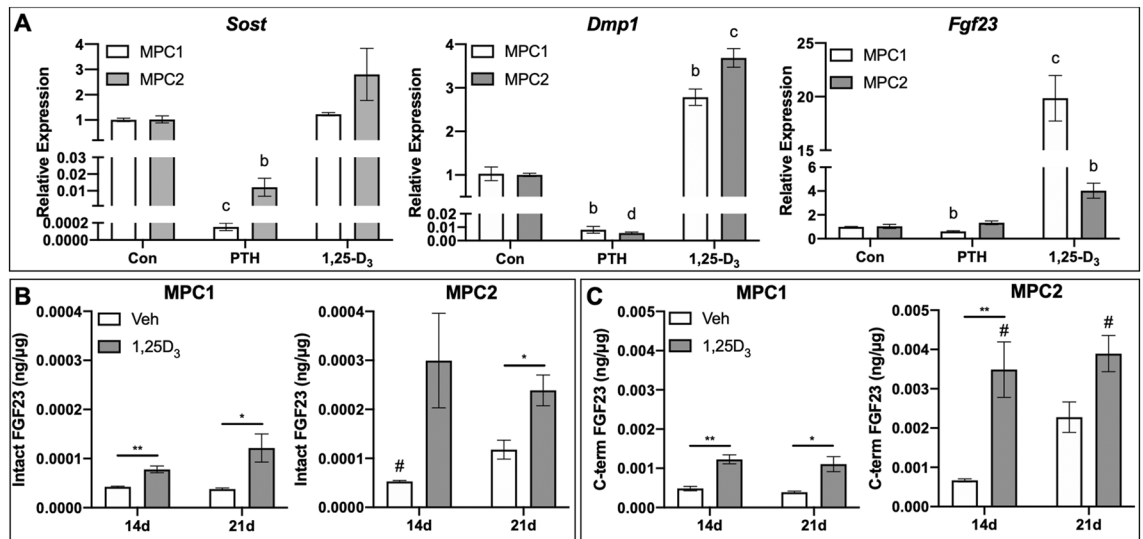 A
Sost
Dmp1
Fgf23
Relative Expression
4
3
2
1
0.03
0.02
0.01
0.0002
0.0000
MPC1
MPC2
c
b
Con
PTH
1,25-D3
Relative Expression
4
3
2
1
0.02
0.01
0.00
MPC1
MPC2
b
d
b
c
Con
PTH
1,25-D3
Relative Expression
25
20
15
6
4
2
0
MPC1
MPC2
b
c
b
Con
PTH
1,25-D3
B
MPC1
MPC2
Intact FGF23 (ng/µg)
0.0004
0.0003
0.0002
0.0001
0.0000
Veh
1,25D3
**
*
14d
21d
Intact FGF23 (ng/µg)
0.0004
0.0003
0.0002
0.0001
0.0000
#
*
14d
21d
C
MPC1
MPC2
C-term FGF23 (ng/µg)
0.005
0.004
0.003
0.002
0.001
0.000
Veh
1,25D3
**
*
14d
21d
C-term FGF23 (ng/µg)
0.005
0.004
0.003
0.002
0.001
0.000
**
#
#
14d
21d